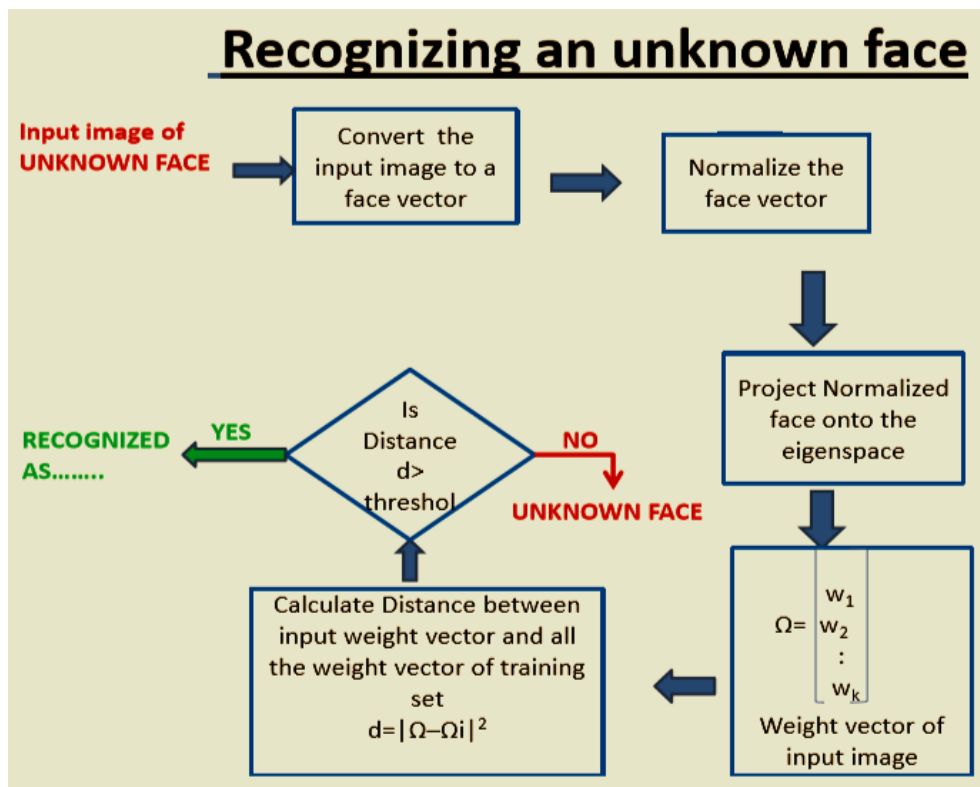 Recognizing an unknown face
Input image of
UNKNOWN FACE
Convert the
input image to a
face vector
Normalize the
face vector
Project Normalized
face onto the
eigenspace
Ω= w₁
w₂
:
wₖ
Weight vector of
input image
Calculate Distance between
input weight vector and all
the weight vector of training
set
d=|Ω−Ωi|²
Is
Distance
d>
threshol
YES
RECOGNIZED
AS........
NO
UNKNOWN FACE